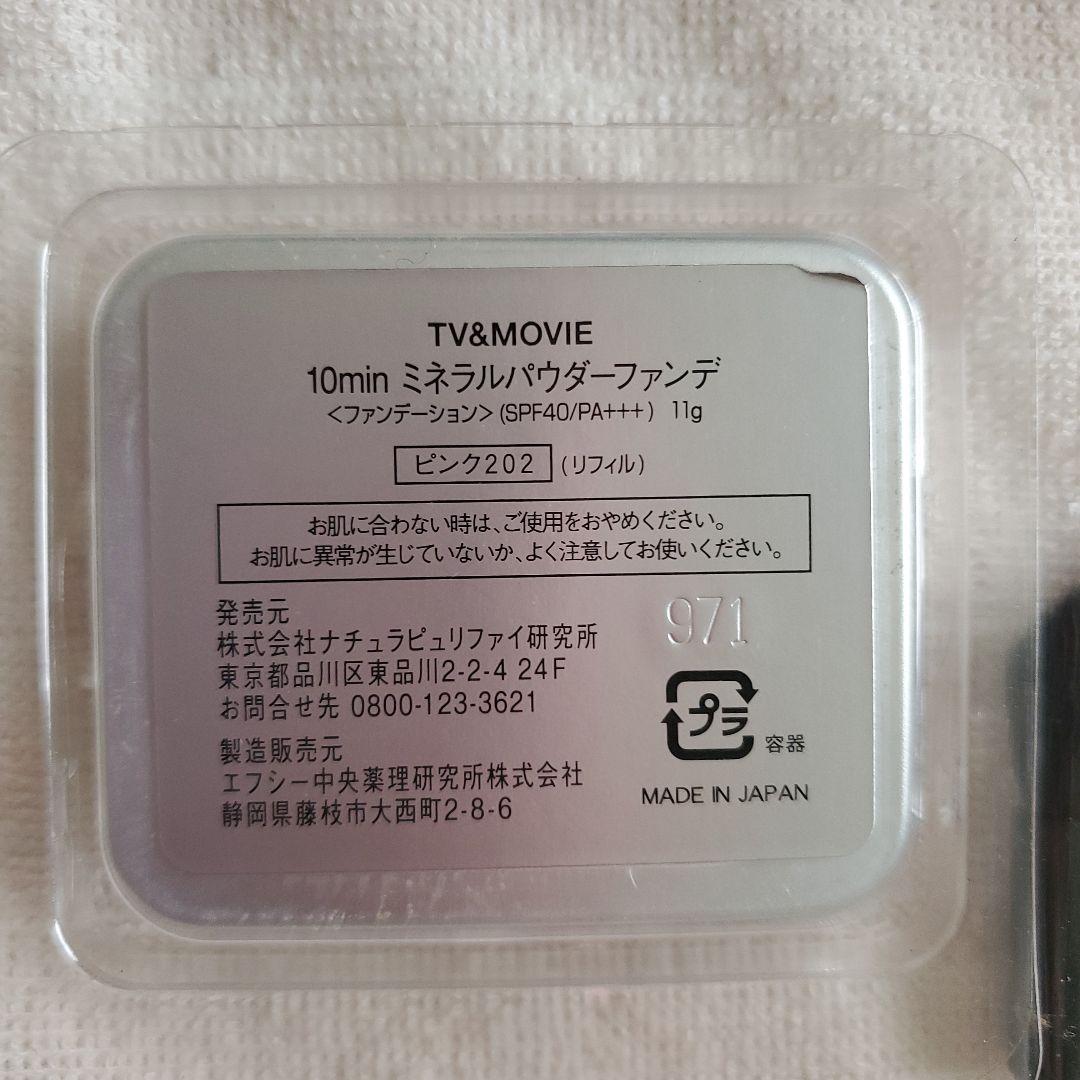 TV&MOVIE
10min ミネラルパウダーファンデ
<ファンデーション>(SPF40/PA+++) 11g
ピンク202 (リフィル)
お肌に合わない時は、ご使用をおやめください。
お肌に異常が生じていないか、よく注意してお使いください。
発売元
株式会社ナチュラピュリファイ研究所
東京都品川区東品川2-2-4 24F
お問合せ先 0800-123-3621
製造販売元
エフシー中央薬理研究所株式会社
静岡県藤枝市大西町2-8-6
971
プラ
容器
MADE IN JAPAN